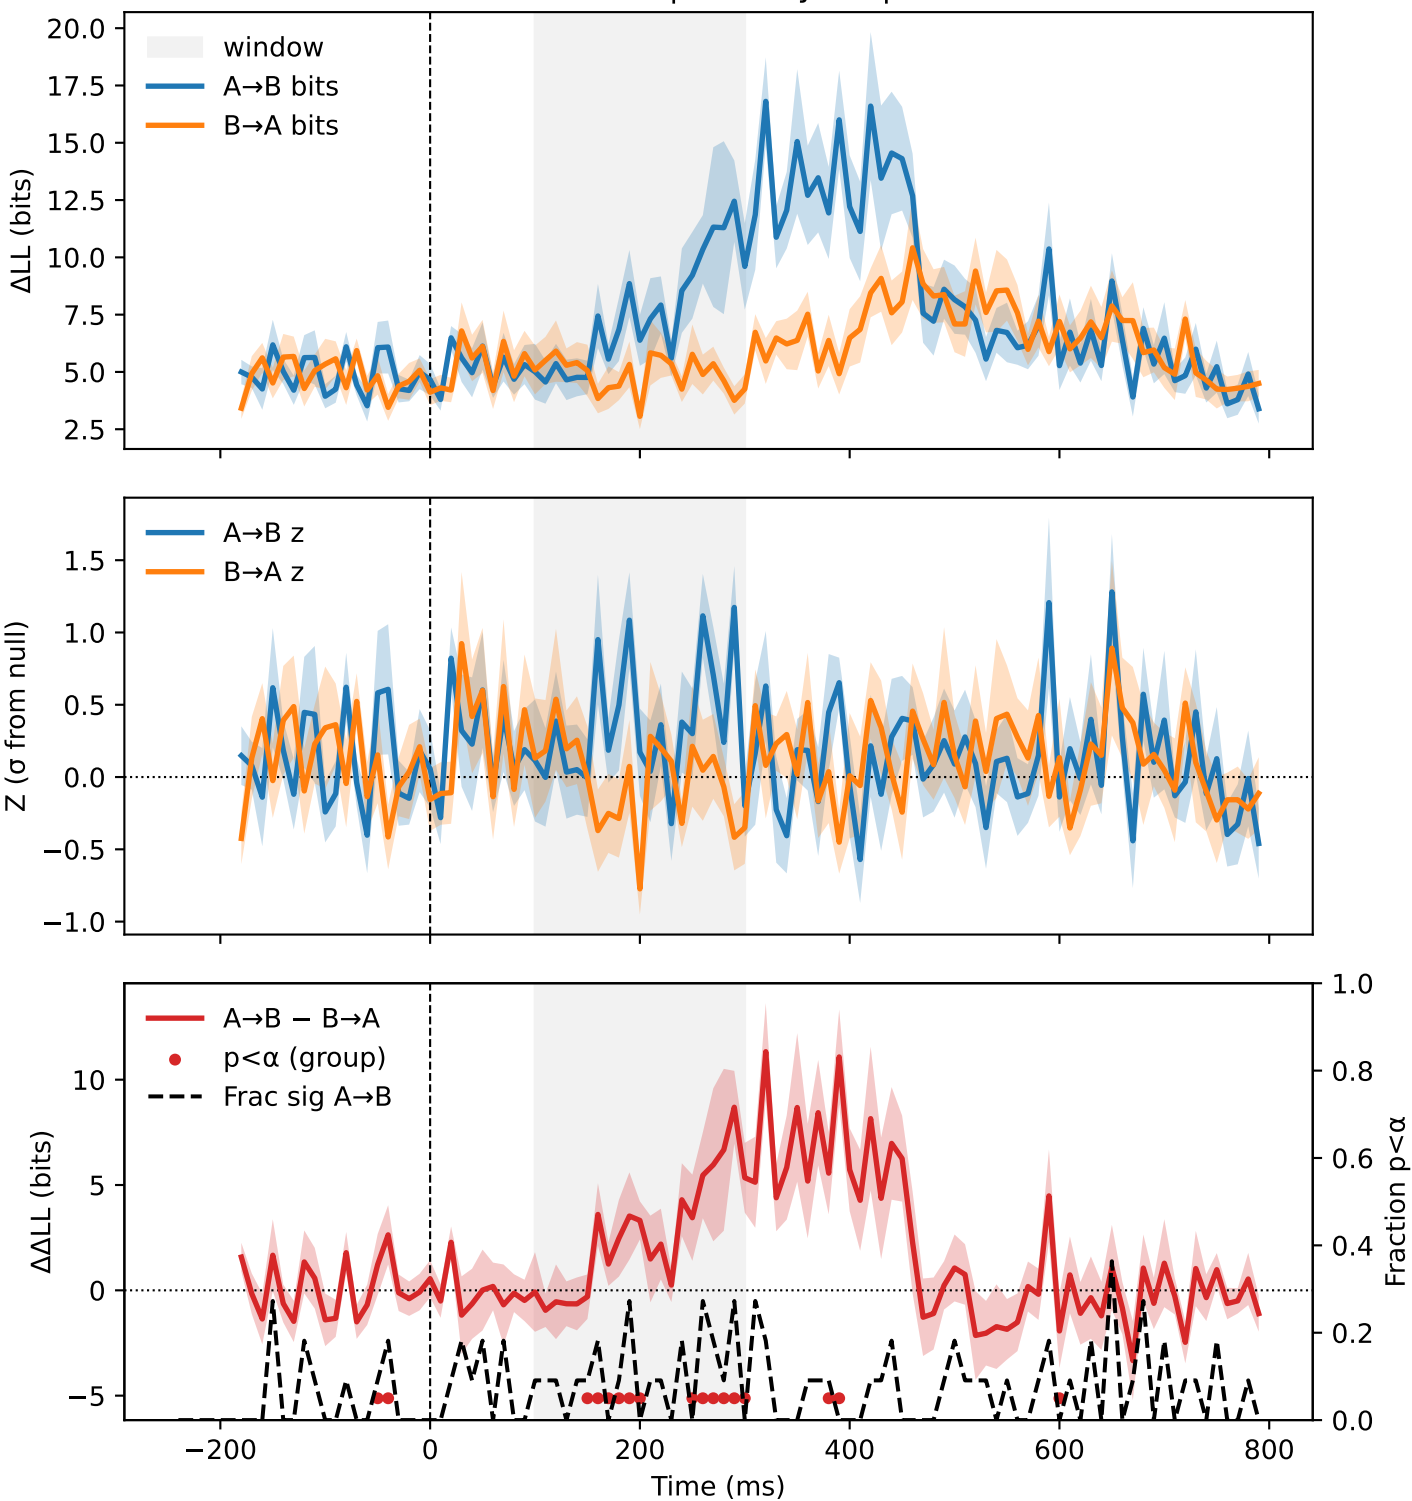 20.0
17.5
15.0
12.5
10.0
7.5
5.0
2.5
ΔLL (bits)
window
A→B bits
B→A bits
1.5
1.0
0.5
0.0
−0.5
−1.0
Z (σ from null)
A→B z
B→A z
10
5
0
−5
ΔΔLL (bits)
A→B − B→A
p<α (group)
Frac sig A→B
1.0
0.8
0.6
0.4
0.2
0.0
Fraction p<α
−200
0
200
400
600
800
Time (ms)